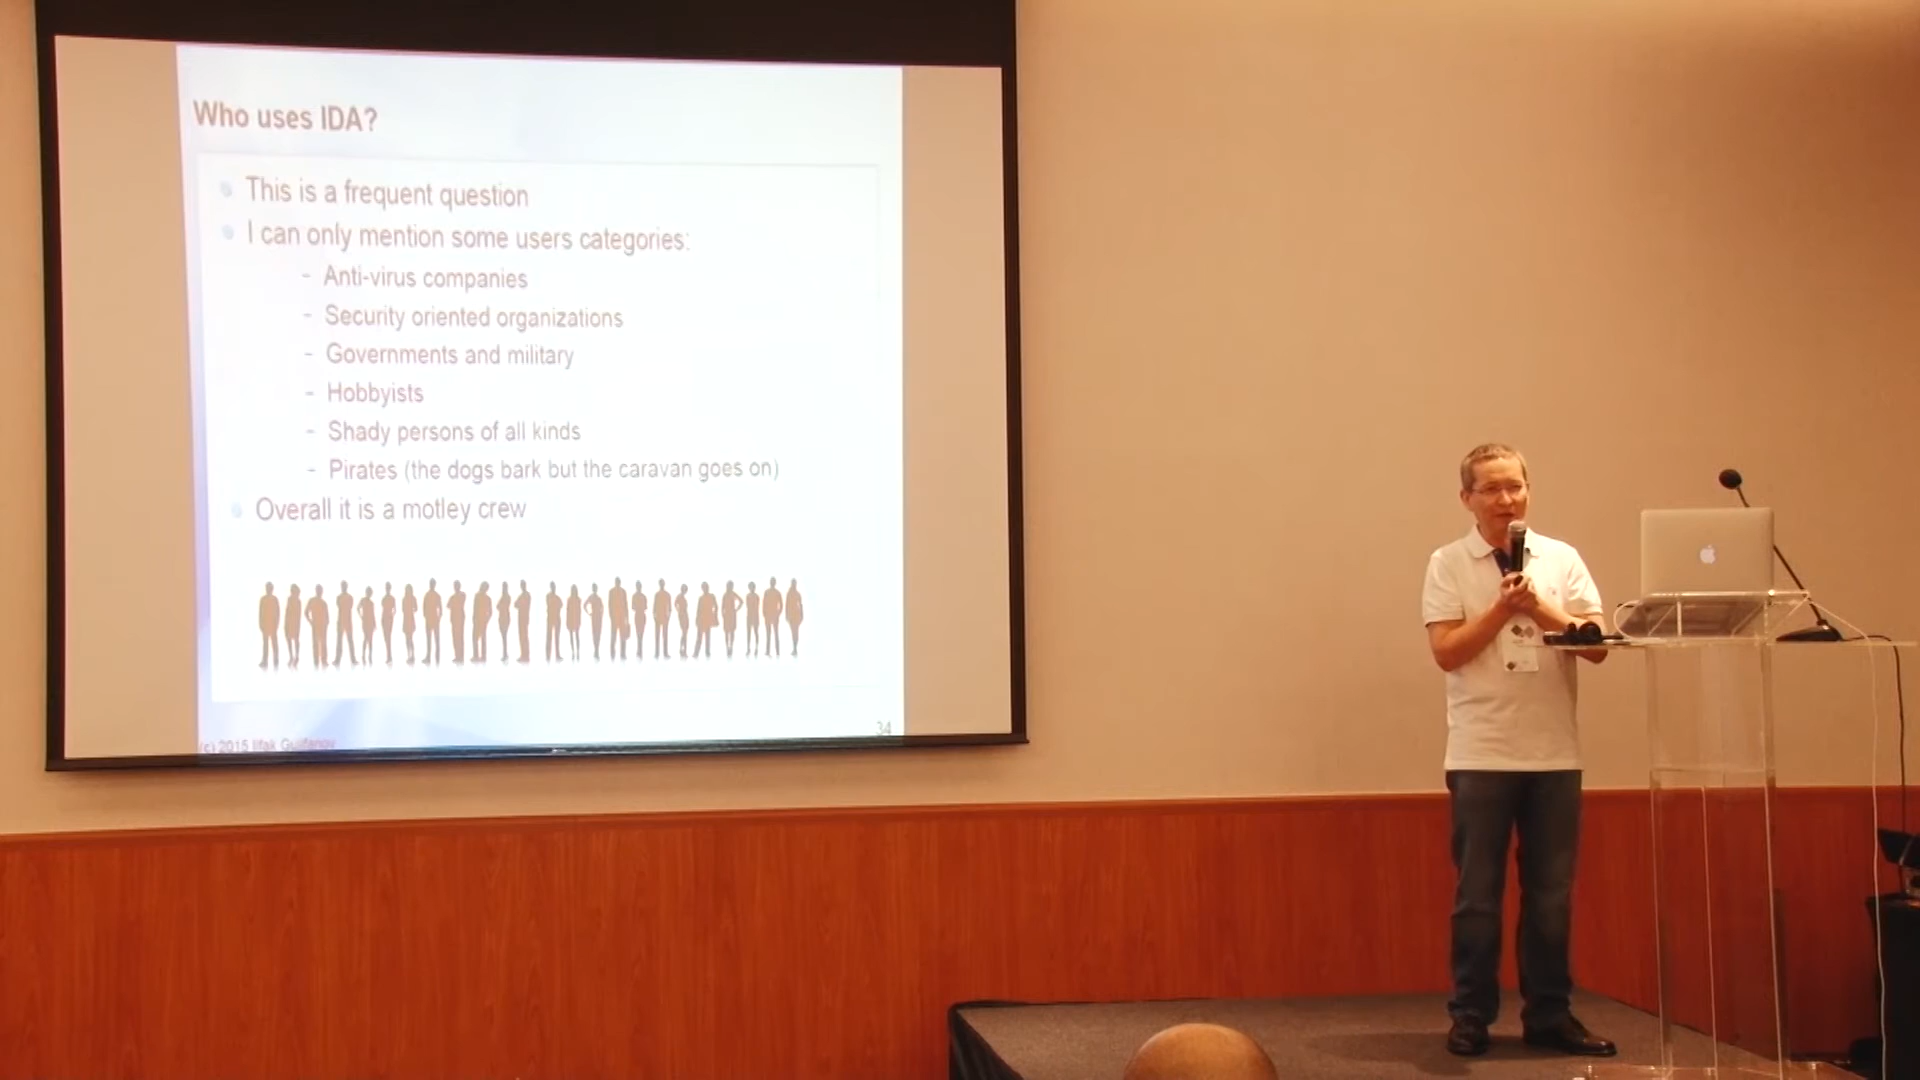 Who uses IDA?
This is a frequent question
I can only mention some users categories:
- Anti-virus companies
- Security oriented organizations
- Governments and military
- Hobbyists
- Shady persons of all kinds
- Pirates (the dogs bark but the caravan goes on)
Overall it is a motley crew
(c) 2015 Ilfak Guilfanov
34